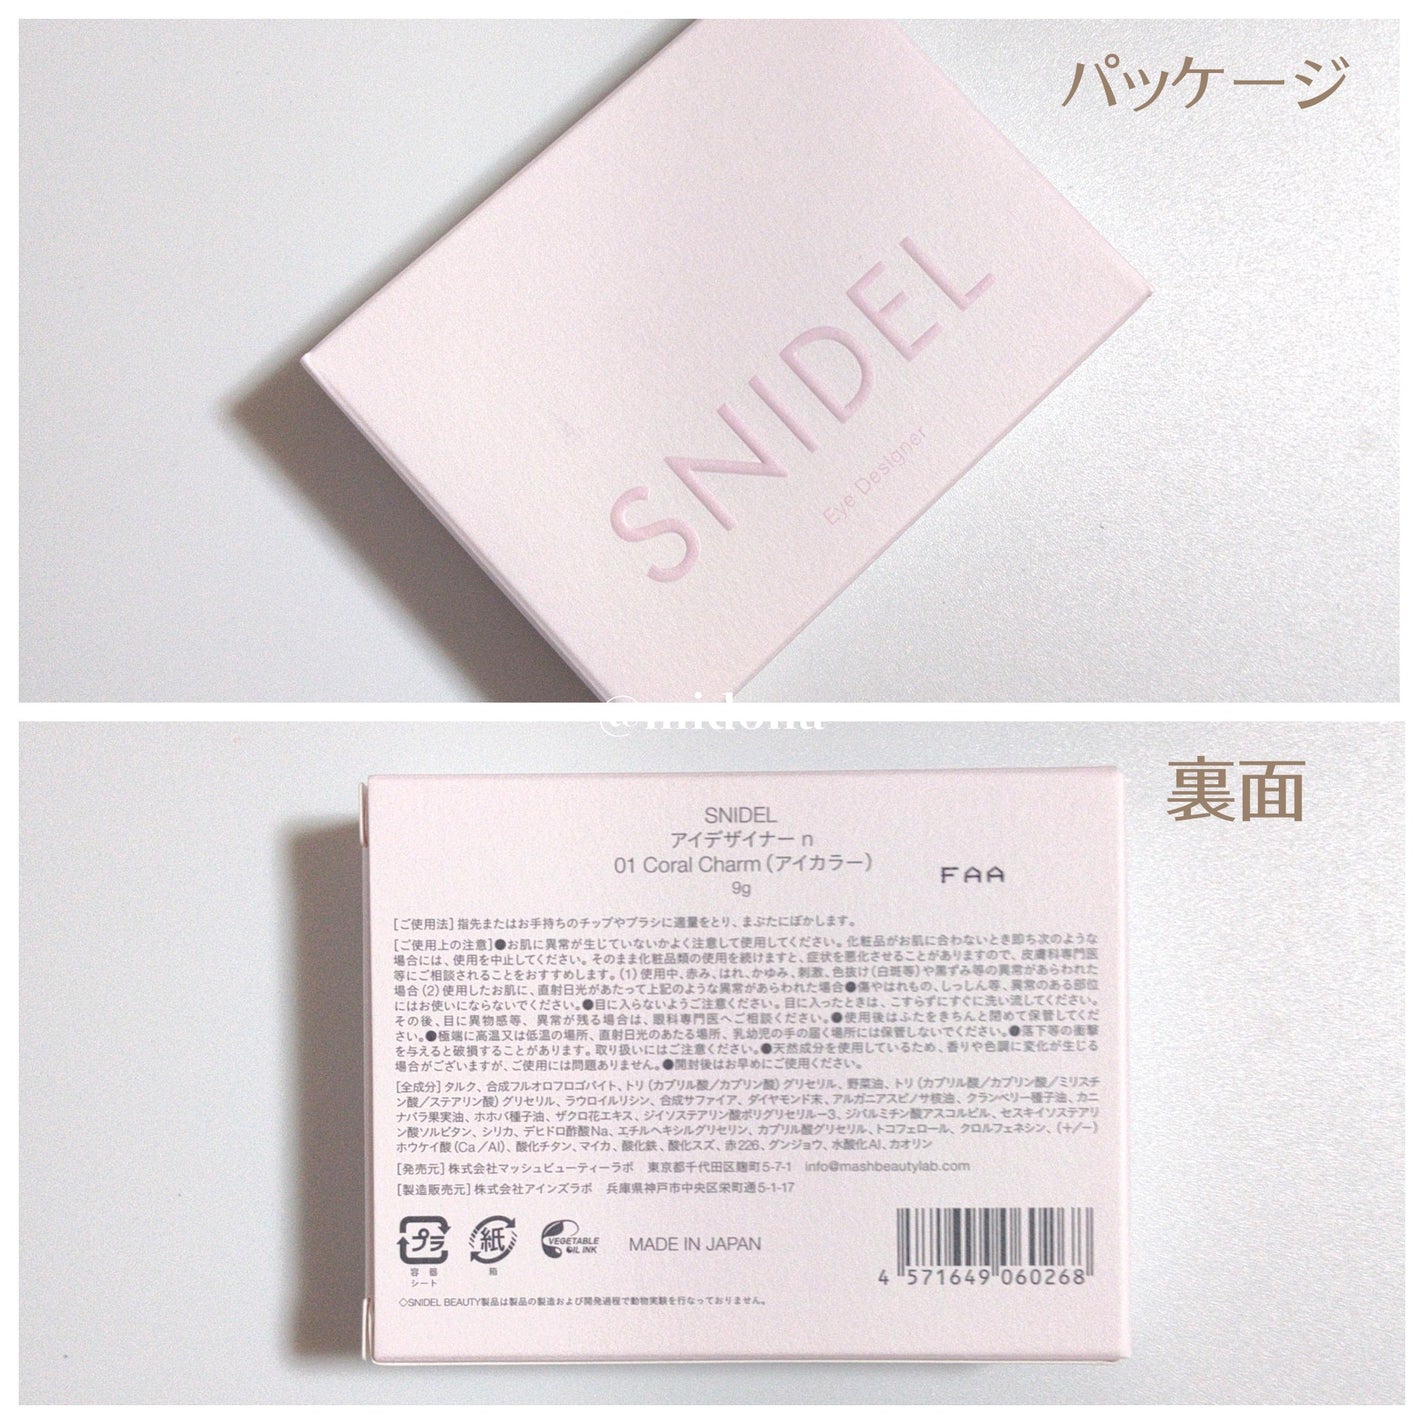 パッケージ
SNIDEL
Eye Designer
@midona
裏面
SNIDEL
アイデザイナー n
01 Coral Charm（アイカラー）
9g
FAA
[ご使用法]指先またはお手持ちのチップやブラシに適量をとり、まぶたにぼかします。
[ご使用上の注意]●お肌に異常が生じていないかよく注意して使用してください。化粧品がお肌に合わないとき即ち次のような
場合には、使用を中止してください。そのまま化粧品類の使用を続けますと、症状を悪化させることがありますので、皮膚科専門医
等にご相談されることをおすすめします。(1)使用中、赤み、はれ、かゆみ、刺激、色抜け(白斑等)や黒ずみ等の異常があらわれた
場合(2)使用したお肌に、直射日光があたって上記のような異常があらわれた場合●傷やはれもの、しっしん等、異常のある部位
にはお使いにならないでください。●目に入らないようご注意ください。目に入ったときは、こすらずにすぐに洗い流してください。
その後、目に異物感等、異常が残る場合は、眼科専門医へご相談ください。●使用後はふたをきちんと閉めて保管してくだ
さい。●極端に高温又は低温の場所、直射日光のあたる場所、乳幼児の手の届く場所には保管しないでください。●落下等の衝撃
を与えると破損することがあります。取り扱いにはご注意ください。●天然成分を使用しているため、香りや色調に変化が生じる
場合がございますが、ご使用には問題ありません。●開封後はお早めにご使用ください。
[全成分]タルク、合成フルオロフロゴパイト、トリ（カプリル酸／カプリン酸）グリセリル、野菜油、トリ（カプリル酸／カプリン酸／ミリスチ
ン酸／ステアリン酸）グリセリル、ラウロイルリシン、合成サファイア、ダイヤモンド末、アルガニアスピノサ核油、クランベリー種子油、カニ
ナバラ果実油、ホホバ種子油、ザクロ花エキス、ジイソステアリン酸ポリグリセリル－3、ジパルミチン酸アスコルビル、セスキイソステアリ
ン酸ソルビタン、シリカ、デヒドロ酢酸Na、エチルヘキシルグリセリン、カプリル酸グリセリル、トコフェロール、クロルフェネシン、（＋／－）
ホウケイ酸（Ca／Al）、酸化チタン、マイカ、酸化鉄、酸化スズ、赤226、グンジョウ、水酸化Al、カオリン
[発売元]株式会社マッシュビューティーラボ 東京都千代田区麹町5-7-1 info@mashbeautylab.com
[製造販売元]株式会社アインズラボ 兵庫県神戸市中央区栄町通5-1-17
プラ 紙 VEGETABLE OIL INK MADE IN JAPAN
容器 箱
シート
4 571649 060268
◇SNIDEL BEAUTY製品は製品の製造および開発過程で動物実験を行なっておりません。